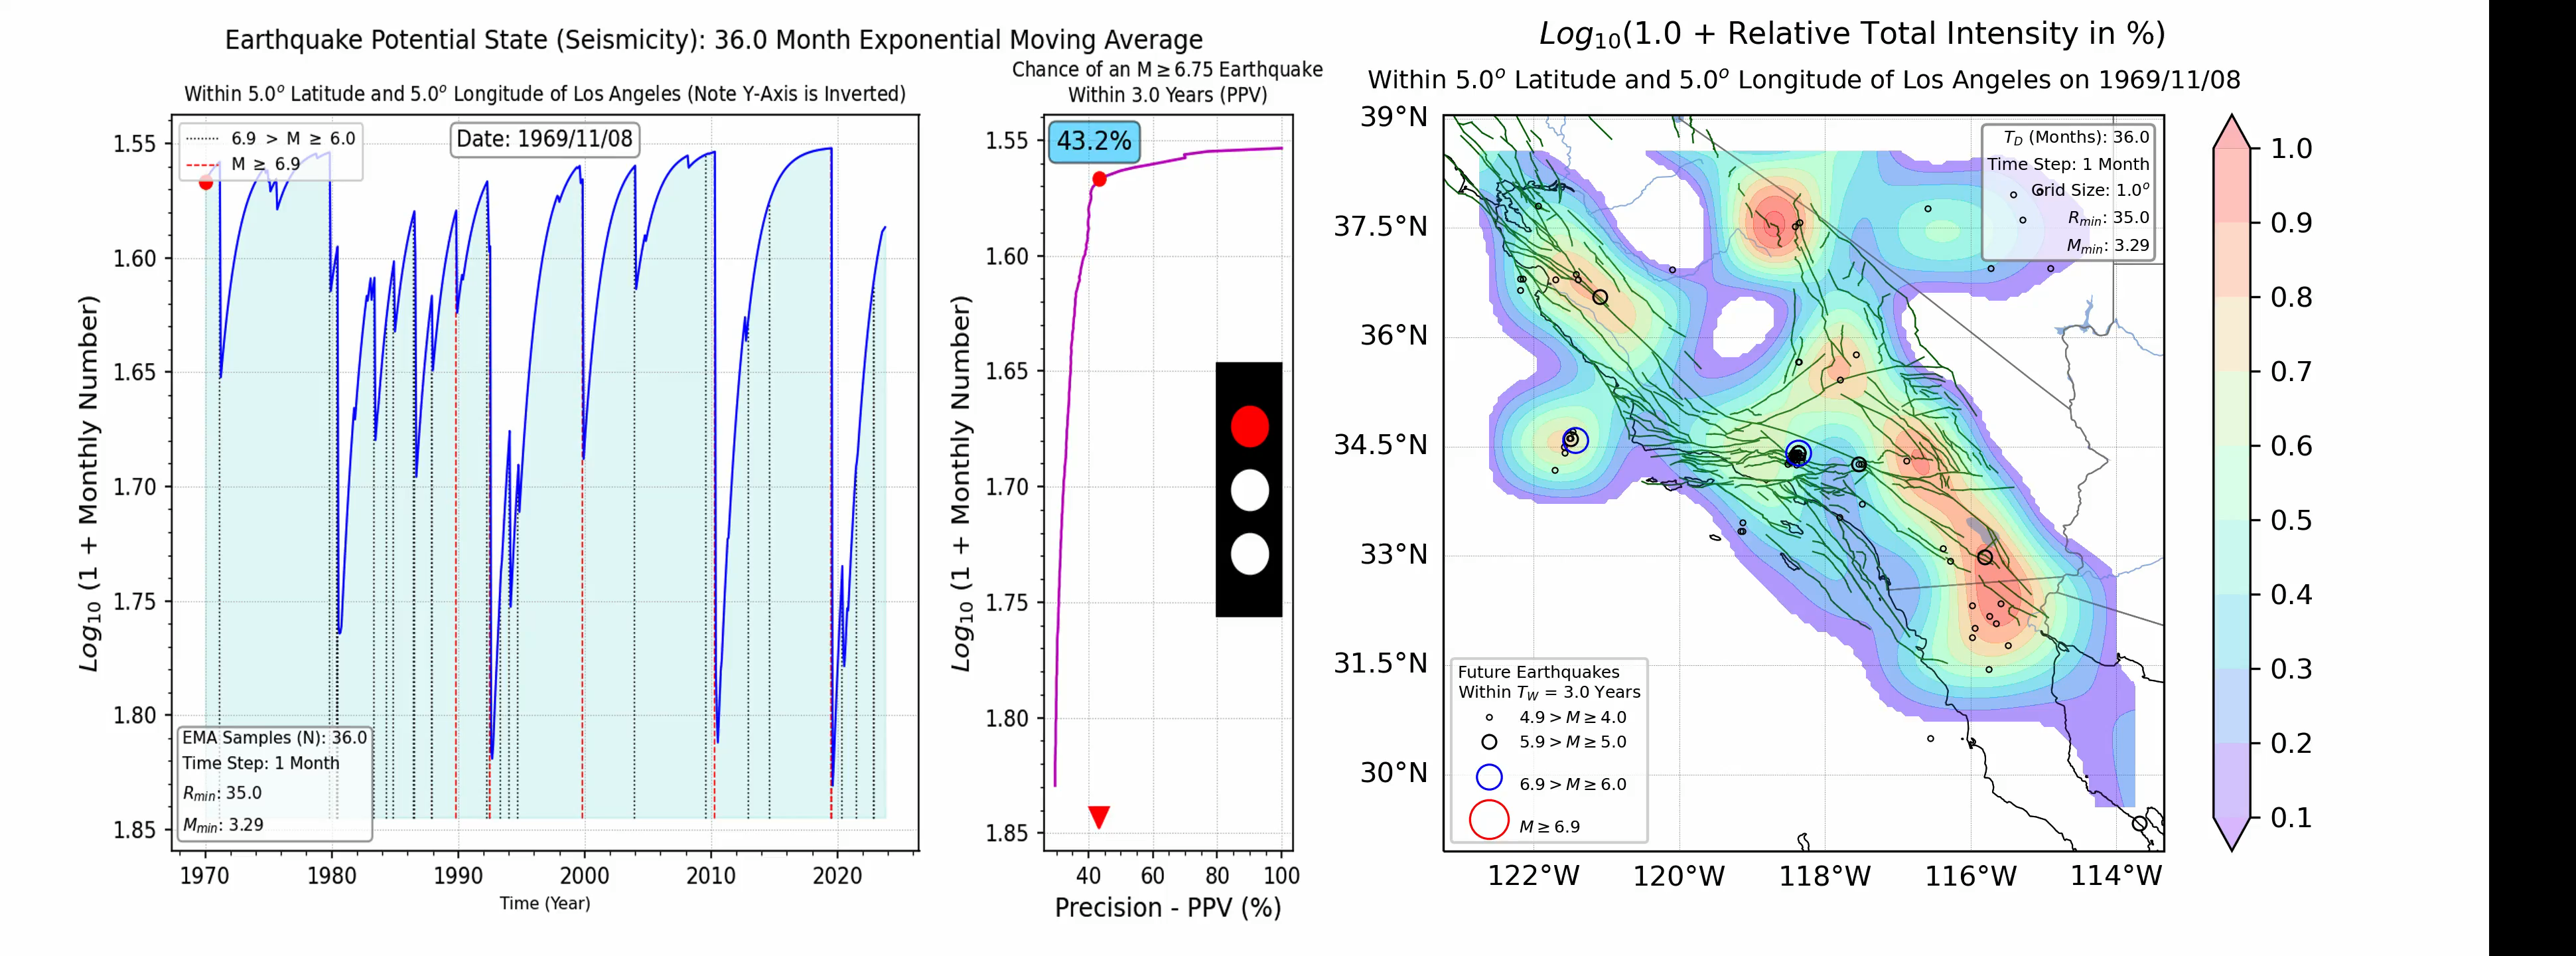 Earthquake Potential State (Seismicity): 36.0 Month Exponential Moving Average
Within 5.0° Latitude and 5.0° Longitude of Los Angeles (Note Y-Axis is Inverted)
6.9 > M ≥ 6.0
M ≥ 6.9
Date: 1969/11/08
Log₁₀ (1 + Monthly Number)
1.55
1.60
1.65
1.70
1.75
1.80
1.85
EMA Samples (N): 36.0
Time Step: 1 Month
Rmin: 35.0
Mmin: 3.29
1970 1980 1990 2000 2010 2020
Time (Year)
Chance of an M ≥ 6.75 Earthquake
Within 3.0 Years (PPV)
43.2%
Log₁₀ (1 + Monthly Number)
1.55
1.60
1.65
1.70
1.75
1.80
1.85
40 60 80 100
Precision - PPV (%)
Log₁₀(1.0 + Relative Total Intensity in %)
Within 5.0° Latitude and 5.0° Longitude of Los Angeles on 1969/11/08
39°N
37.5°N
36°N
34.5°N
33°N
31.5°N
30°N
TD (Months): 36.0
Time Step: 1 Month
Grid Size: 1.0°
Rmin: 35.0
Mmin: 3.29
Future Earthquakes
Within TW = 3.0 Years
4.9 > M ≥ 4.0
5.9 > M ≥ 5.0
6.9 > M ≥ 6.0
M ≥ 6.9
122°W 120°W 118°W 116°W 114°W
1.0
0.9
0.8
0.7
0.6
0.5
0.4
0.3
0.2
0.1